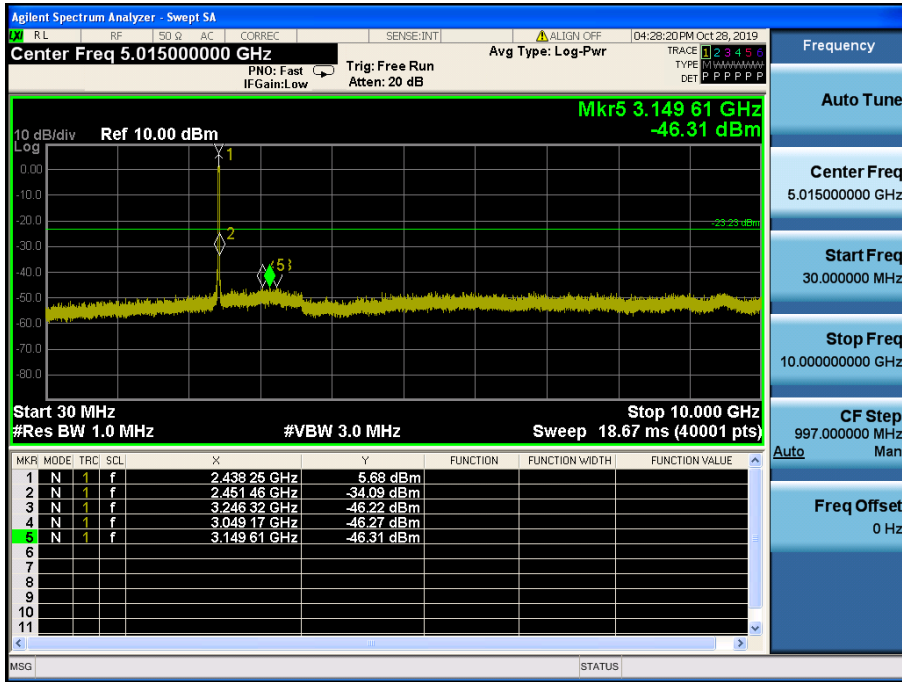 Agilent Spectrum Analyzer - Swept SA
LXI RL RF 50 Ω AC CORREC SENSE:INT ALIGN OFF 04:28:20 PM Oct 28, 2019
Center Freq 5.015000000 GHz
PNO: Fast
IFGain:Low
Trig: Free Run
Atten: 20 dB
Avg Type: Log-Pwr
TRACE 1 2 3 4 5 6
TYPE M WWWWW
DET P P P P P P
Mkr5 3.149 61 GHz
-46.31 dBm
10 dB/div Ref 10.00 dBm
Log
1
0.00
-10.0
-20.0
-23.23 dBm
2
-30.0
-40.0
-50.0
-60.0
-70.0
-80.0
Start 30 MHz Stop 10.000 GHz
#Res BW 1.0 MHz #VBW 3.0 MHz Sweep 18.67 ms (40001 pts)
MKR MODE TRC SCL X Y FUNCTION FUNCTION WIDTH FUNCTION VALUE
1 N 1 f 2.438 25 GHz 5.68 dBm
2 N 1 f 2.451 46 GHz -34.09 dBm
3 N 1 f 3.246 32 GHz -46.22 dBm
4 N 1 f 3.049 17 GHz -46.27 dBm
5 N 1 f 3.149 61 GHz -46.31 dBm
6
7
8
9
10
11
MSG STATUS
Frequency
Auto Tune
Center Freq
5.015000000 GHz
Start Freq
30.000000 MHz
Stop Freq
10.000000000 GHz
CF Step
997.000000 MHz
Auto Man
Freq Offset
0 Hz